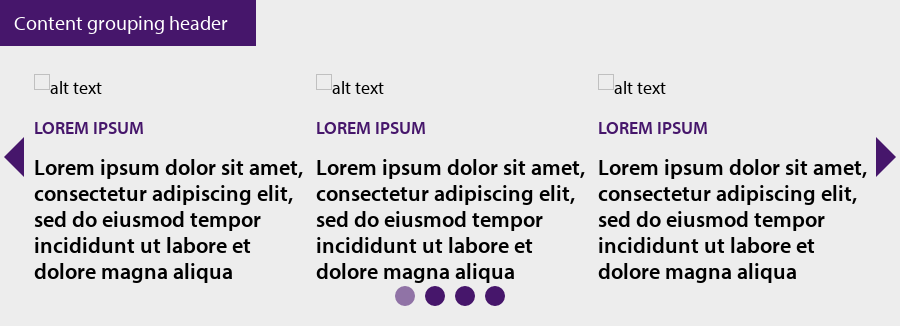 Content grouping header
alt text
LOREM IPSUM
Lorem ipsum dolor sit amet,
consectetur adipiscing elit,
sed do eiusmod tempor
incididunt ut labore et
dolore magna aliqua
alt text
LOREM IPSUM
Lorem ipsum dolor sit amet,
consectetur adipiscing elit,
sed do eiusmod tempor
incididunt ut labore et
dolore magna aliqua
alt text
LOREM IPSUM
Lorem ipsum dolor sit amet,
consectetur adipiscing elit,
sed do eiusmod tempor
incididunt ut labore et
dolore magna aliqua